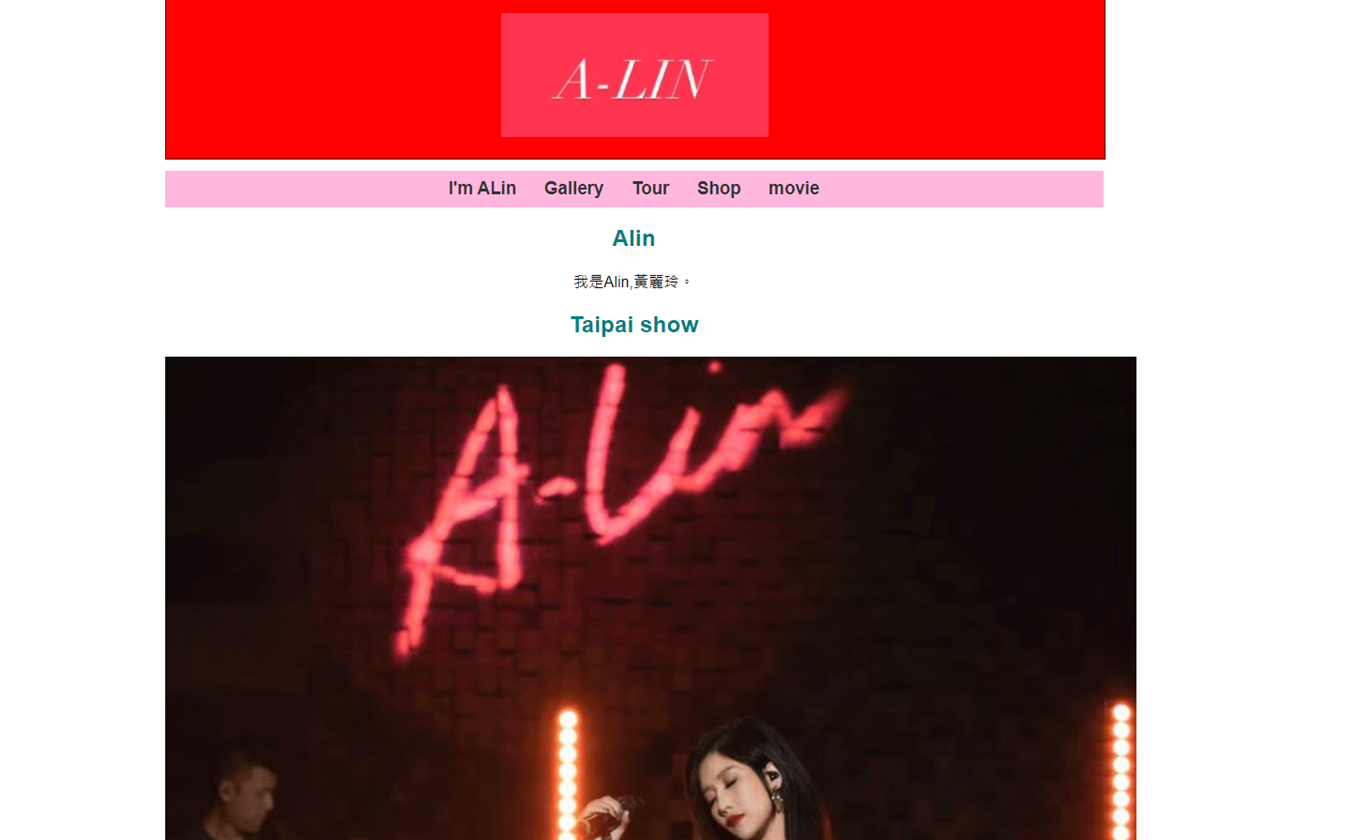 A-LIN
I'm ALin Gallery Tour Shop movie
Alin
我是Alin,黃麗玲。
Taipai show
A-Lin